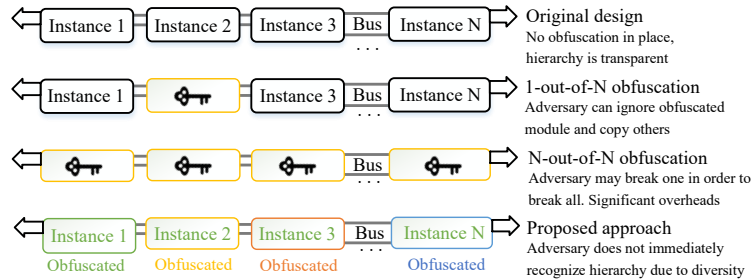 Instance 1 Instance 2 Instance 3 Bus Instance N
. . .
Original design
No obfuscation in place,
hierarchy is transparent
Instance 1 Instance 3 Bus Instance N
. . .
1-out-of-N obfuscation
Adversary can ignore obfuscated
module and copy others
Bus
. . .
N-out-of-N obfuscation
Adversary may break one in order to
break all. Significant overheads
Instance 1 Instance 2 Instance 3 Bus Instance N
. . .
Obfuscated Obfuscated Obfuscated Obfuscated
Proposed approach
Adversary does not immediately
recognize hierarchy due to diversity